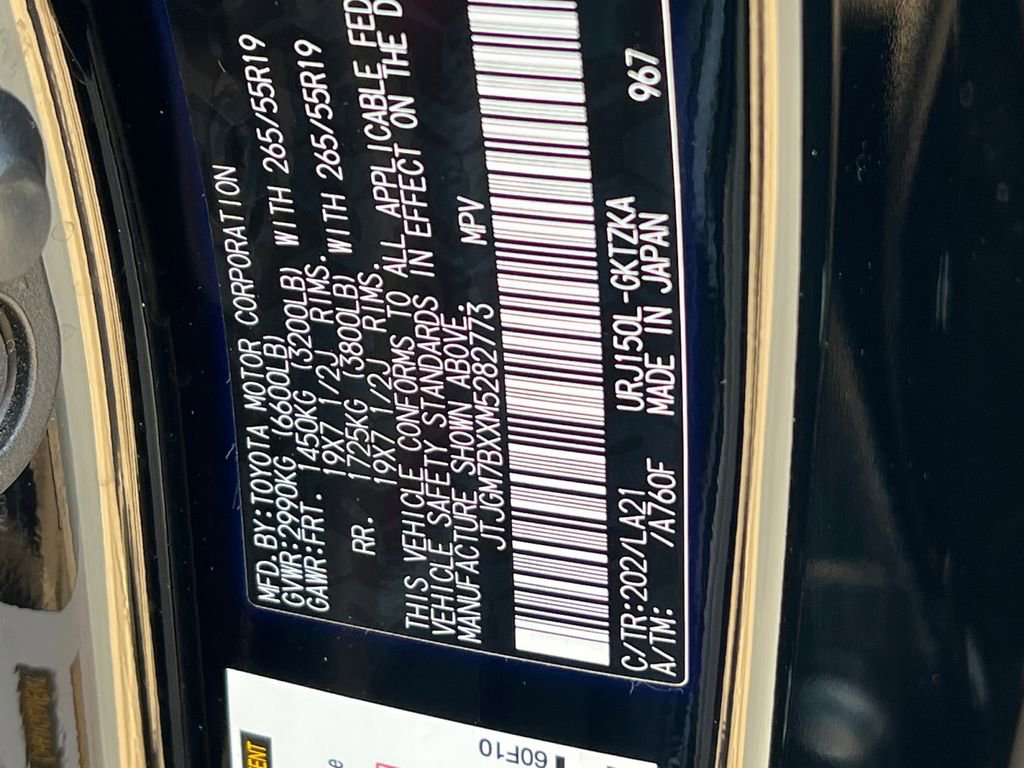 MFD.BY:TOYOTA MOTOR CORPORATION
GVWR:2990KG (6600LB)
GAWR:FRT. 1450KG (3200LB) WITH 265/55R19
19X7 1/2J RIMS.
RR. 1725KG (3800LB) WITH 265/55R19
19X7 1/2J RIMS.
THIS VEHICLE CONFORMS TO ALL APPLICABLE FED
VEHICLE SAFETY STANDARDS IN EFFECT ON THE D
MANUFACTURE SHOWN ABOVE.
JTJGM7BXXM5282773 MPV
C/TR:202/LA21 URJ150L-GKTZKA 967
A/TM: /A760F MADE IN JAPAN
60F10